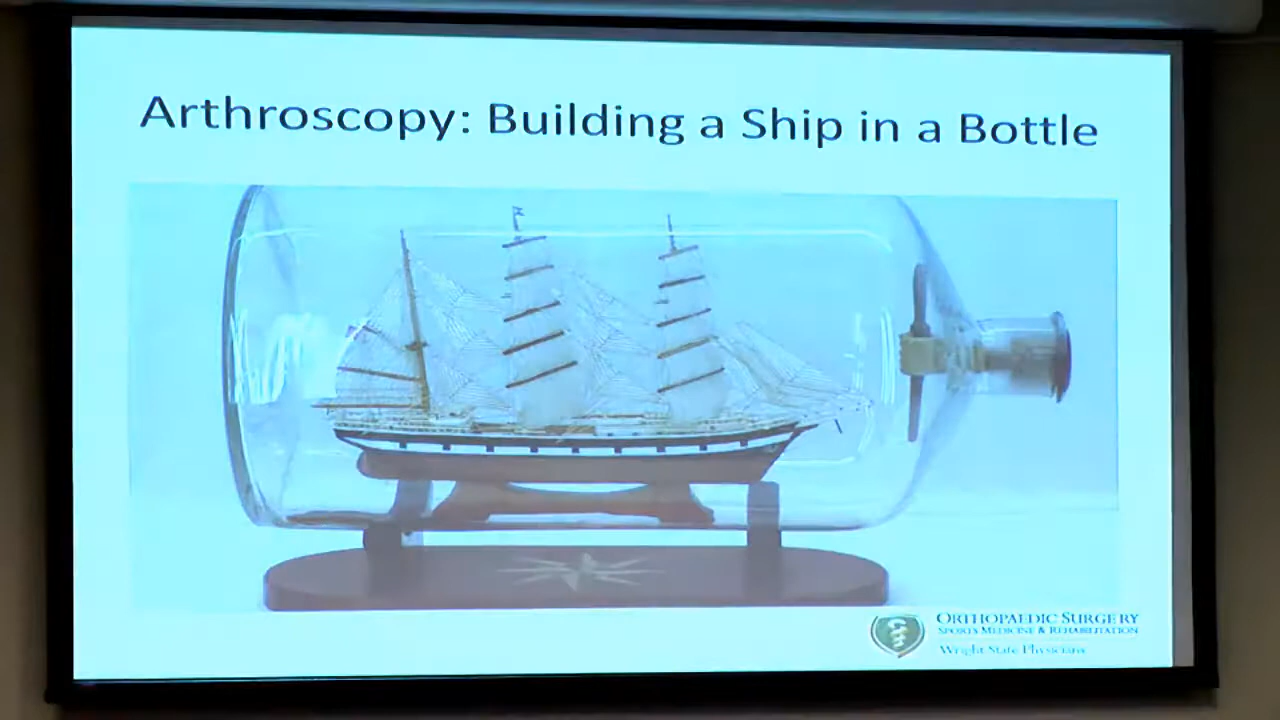 Arthroscopy: Building a Ship in a Bottle
ORTHOPAEDIC SURGERY
SPORTS MEDICINE & REHABILITATION
Wright State Physicians